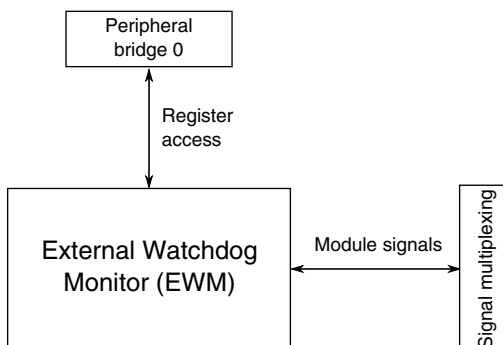 Peripheral
bridge 0
Register
access
External Watchdog
Monitor (EWM)
Module signals
Signal multiplexing